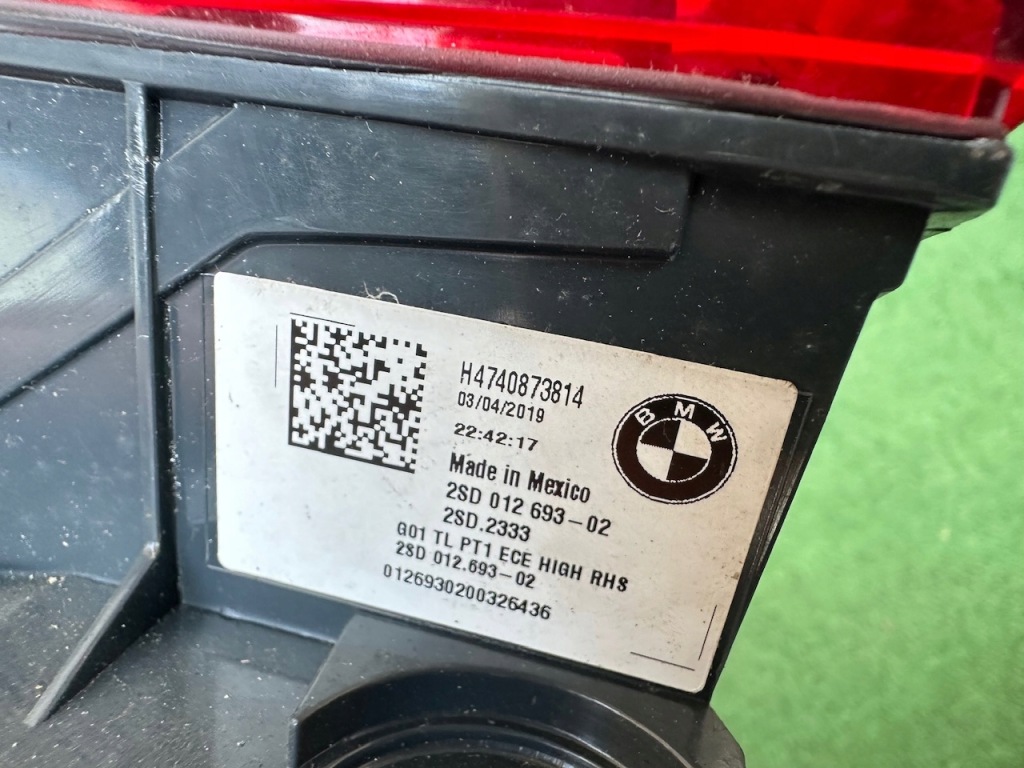 H4740873814
03/04/2019
22:42:17
BMW
Made in Mexico
2SD 012 693-02
2SD.2333
G01 TL PT1 ECE HIGH RHS
2SD 012.693-02
0126930200326436